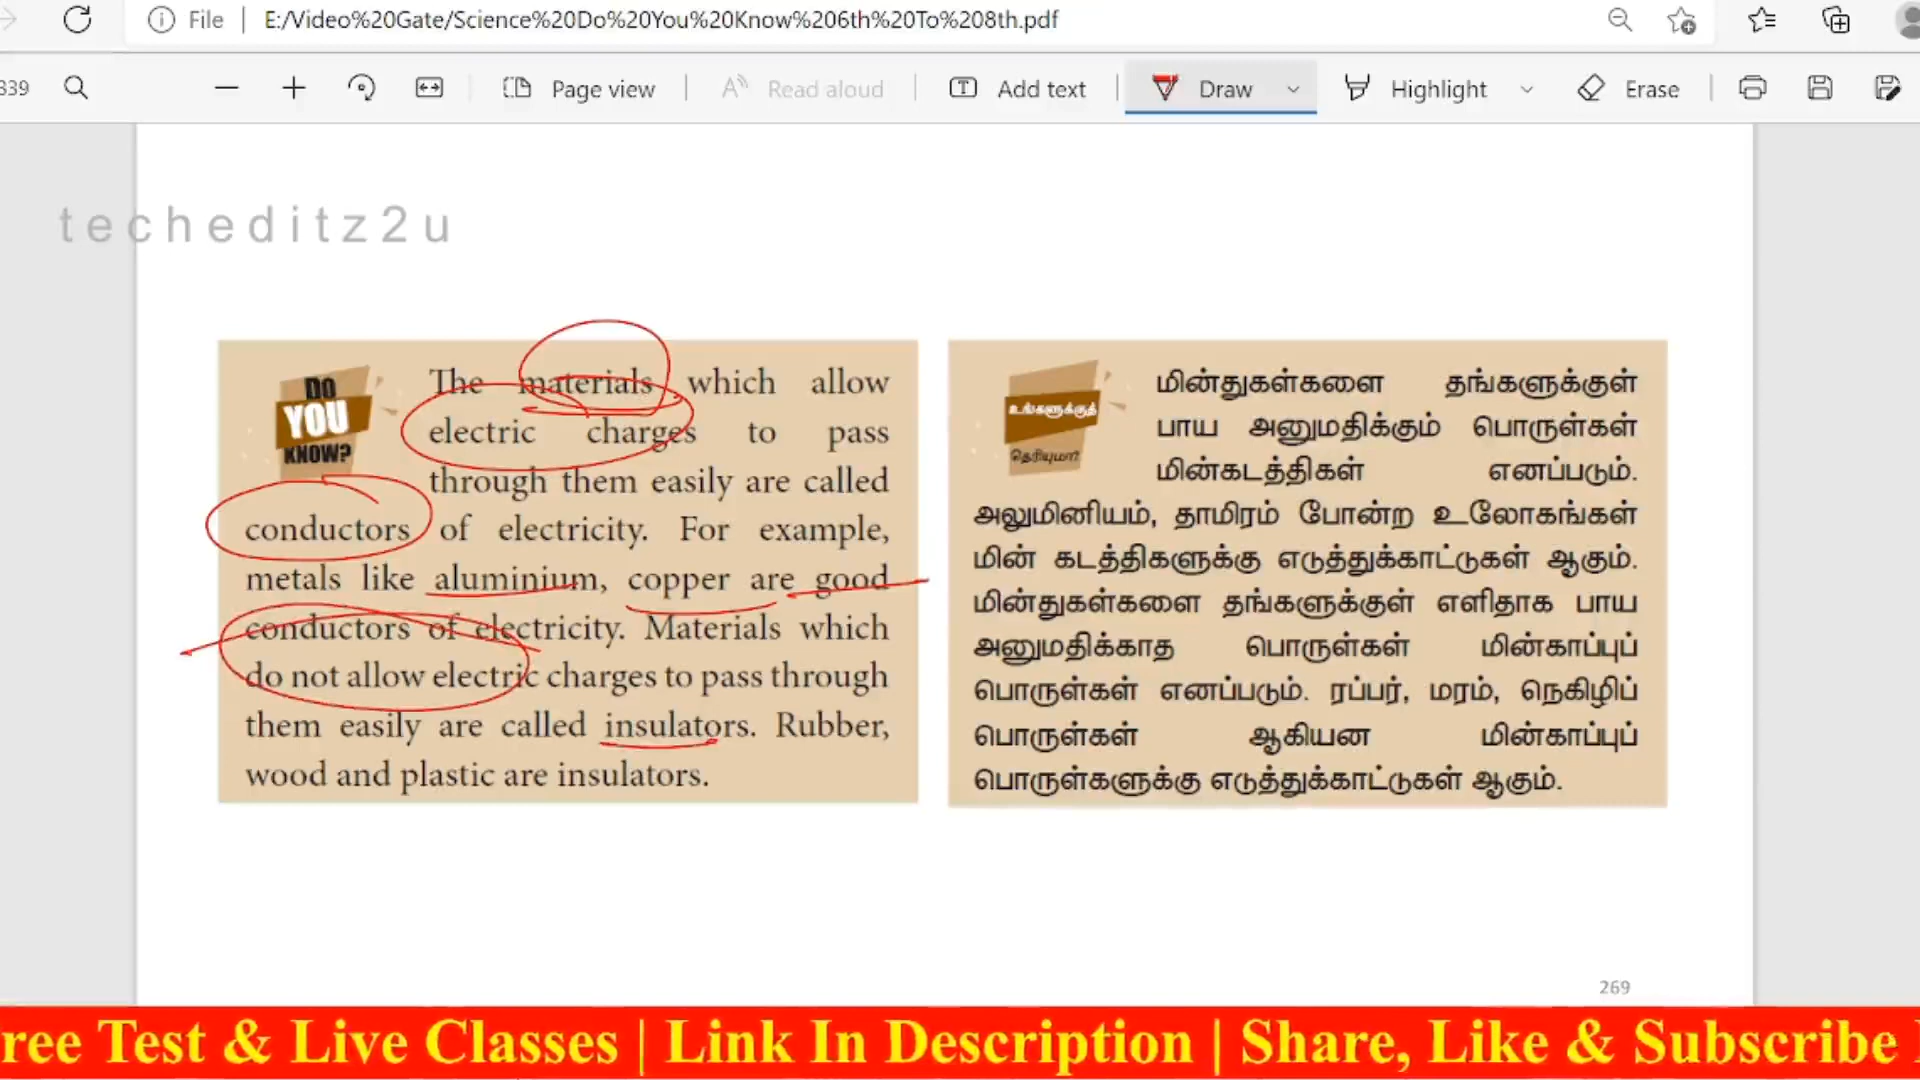 File | E:/Video%20Gate/Science%20Do%20You%20Know%206th%20To%208th.pdf
339
Page view
Read aloud
Add text
Draw
Highlight
Erase
techeditz2u
DO
YOU
KNOW?
The materials which allow
electric charges to pass
through them easily are called
conductors of electricity. For example,
metals like aluminium, copper are good
conductors of electricity. Materials which
do not allow electric charges to pass through
them easily are called insulators. Rubber,
wood and plastic are insulators.
உங்களுக்குத்
தெரியுமா?
மின்துகள்களை தங்களுக்குள்
பாய அனுமதிக்கும் பொருள்கள்
மின்கடத்திகள் எனப்படும்.
அலுமினியம், தாமிரம் போன்ற உலோகங்கள்
மின் கடத்திகளுக்கு எடுத்துக்காட்டுகள் ஆகும்.
மின்துகள்களை தங்களுக்குள் எளிதாக பாய
அனுமதிக்காத பொருள்கள் மின்காப்புப்
பொருள்கள் எனப்படும். ரப்பர், மரம், நெகிழிப்
பொருள்கள் ஆகியன மின்காப்புப்
பொருள்களுக்கு எடுத்துக்காட்டுகள் ஆகும்.
269
ree Test & Live Classes | Link In Description | Share, Like & Subscribe